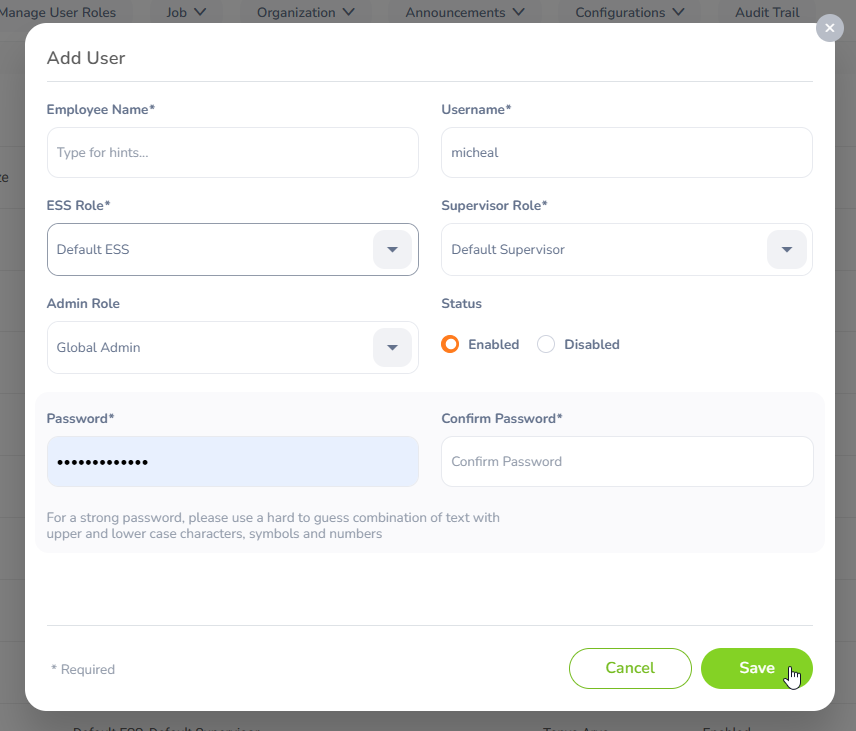 Manage User Roles Job Organization Announcements Configurations Audit Trail
Add User
Employee Name* Username*
Type for hints... micheal
ESS Role* Supervisor Role*
Default ESS Default Supervisor
Admin Role Status
Global Admin Enabled Disabled
Password* Confirm Password*
••••••••••••• Confirm Password
For a strong password, please use a hard to guess combination of text with
upper and lower case characters, symbols and numbers
* Required Cancel Save